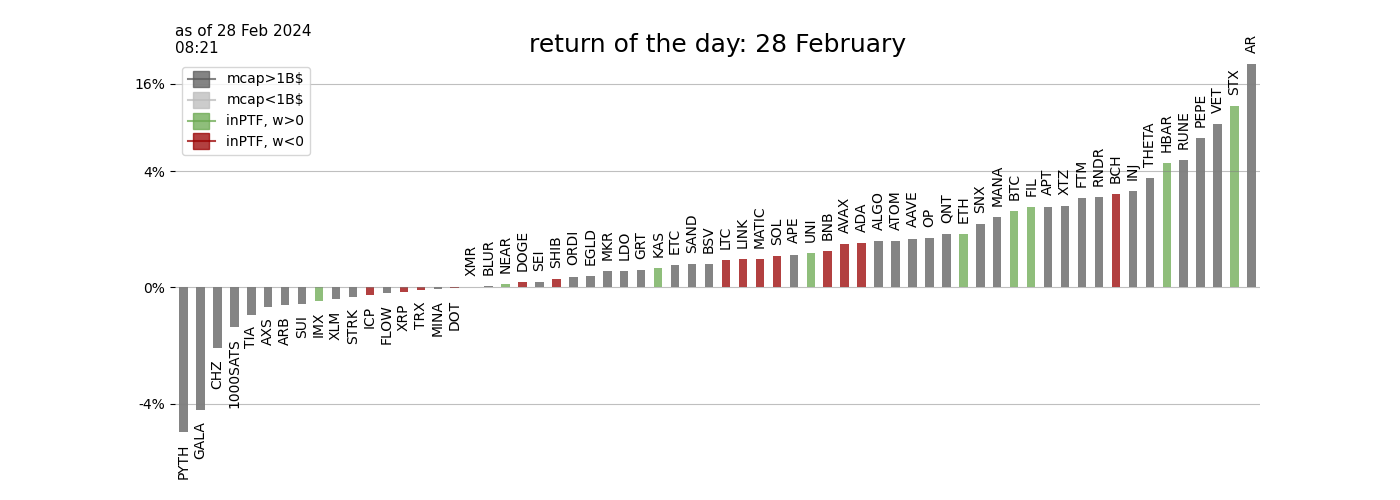 as of 28 Feb 2024
08:21
return of the day: 28 February
mcap>1B$
mcap<1B$
inPTF, w>0
inPTF, w<0
16%
4%
0%
-4%
PYTH
GALA
CHZ
1000SATS
TIA
AXS
ARB
SUI
IMX
XLM
STRK
ICP
FLOW
XRP
TRX
MINA
DOT
XMR
BLUR
NEAR
DOGE
SEI
SHIB
ORDI
EGLD
MKR
LDO
GRT
KAS
ETC
SAND
BSV
LTC
LINK
MATIC
SOL
APE
UNI
BNB
AVAX
ADA
ALGO
ATOM
AAVE
OP
QNT
ETH
SNX
MANA
BTC
FIL
APT
XTZ
FTM
RNDR
BCH
INJ
THETA
HBAR
RUNE
PEPE
VET
STX
AR